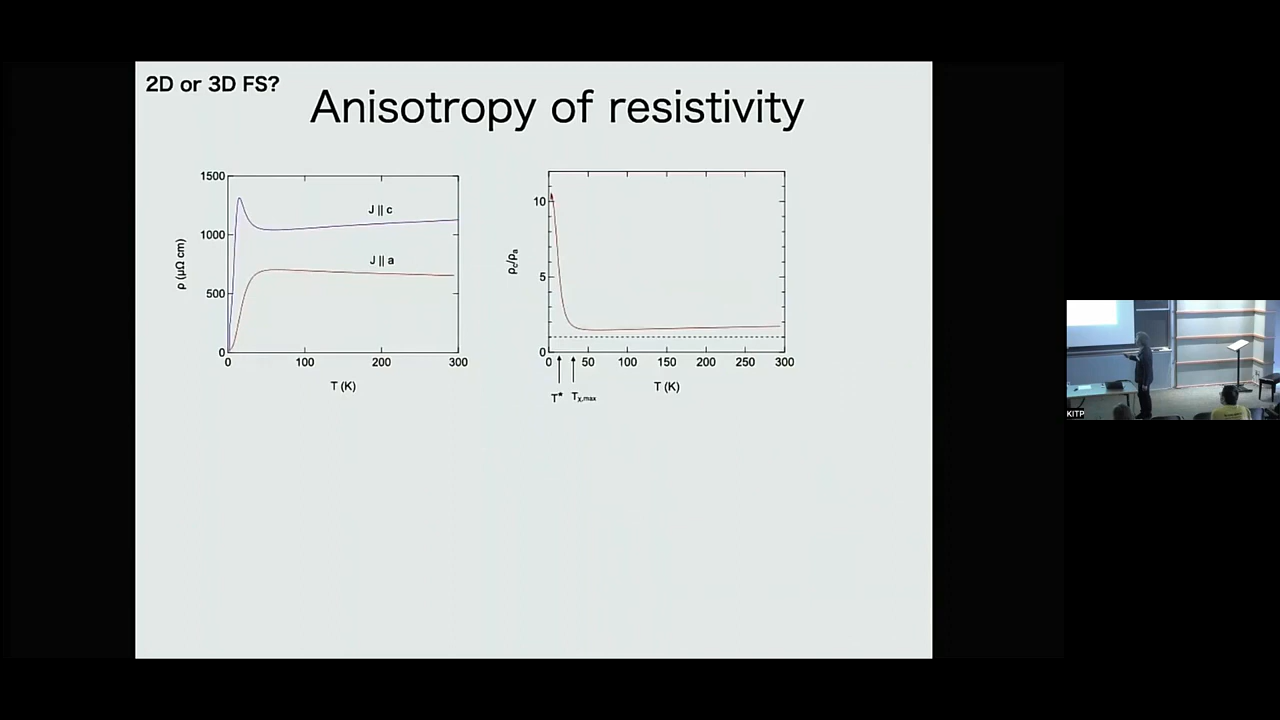 2D or 3D FS?
Anisotropy of resistivity
1500
1000
500
0
ρ (μΩ cm)
J || c
J || a
0 100 200 300
T (K)
10
5
0
ρc/ρa
0 50 100 150 200 250 300
T* Tχ,max
T (K)
KITP